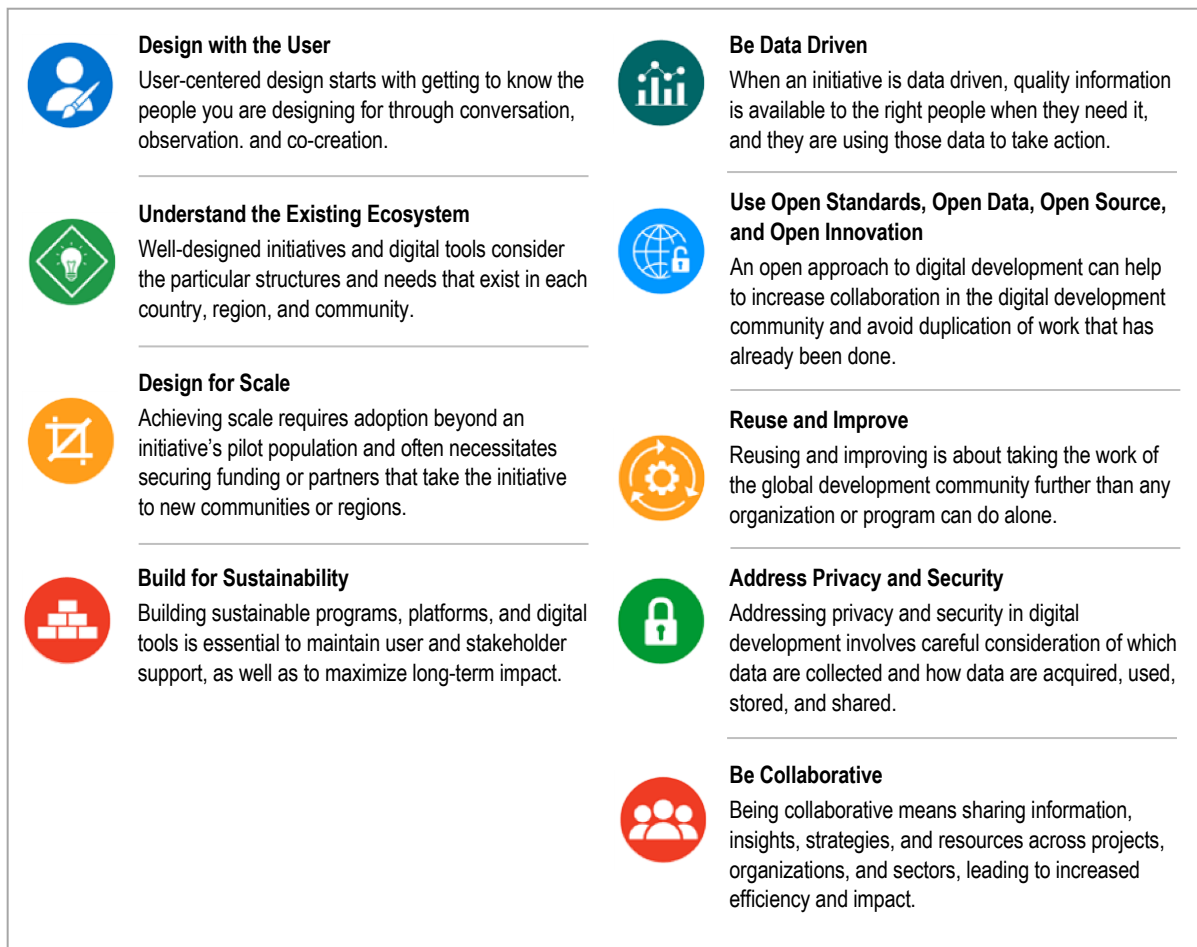 Design with the User
User-centered design starts with getting to know the
people you are designing for through conversation,
observation. and co-creation.
Understand the Existing Ecosystem
Well-designed initiatives and digital tools consider
the particular structures and needs that exist in each
country, region, and community.
Design for Scale
Achieving scale requires adoption beyond an
initiative’s pilot population and often necessitates
securing funding or partners that take the initiative
to new communities or regions.
Build for Sustainability
Building sustainable programs, platforms, and digital
tools is essential to maintain user and stakeholder
support, as well as to maximize long-term impact.
Be Data Driven
When an initiative is data driven, quality information
is available to the right people when they need it,
and they are using those data to take action.
Use Open Standards, Open Data, Open Source,
and Open Innovation
An open approach to digital development can help
to increase collaboration in the digital development
community and avoid duplication of work that has
already been done.
Reuse and Improve
Reusing and improving is about taking the work of
the global development community further than any
organization or program can do alone.
Address Privacy and Security
Addressing privacy and security in digital
development involves careful consideration of which
data are collected and how data are acquired, used,
stored, and shared.
Be Collaborative
Being collaborative means sharing information,
insights, strategies, and resources across projects,
organizations, and sectors, leading to increased
efficiency and impact.